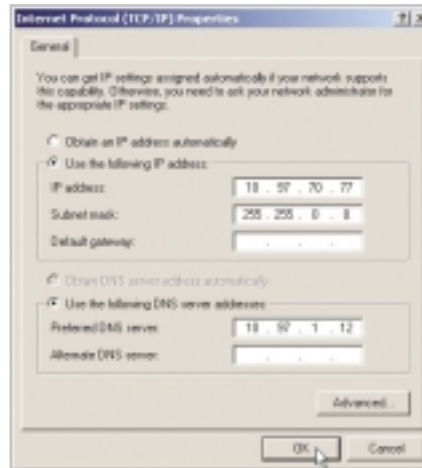 Internet Protocol (TCP/IP) Properties
General
You can get IP settings assigned automatically if your network supports
this capability. Otherwise, you need to ask your network administrator for
the appropriate IP settings.
Obtain an IP address automatically
Use the following IP address:
IP address: 10 . 97 . 70 . 77
Subnet mask: 255 . 255 . 0 . 0
Default gateway: . . .
Obtain DNS server address automatically
Use the following DNS server addresses:
Preferred DNS server: 10 . 97 . 1 . 12
Alternate DNS server: . . .
Advanced...
OK Cancel